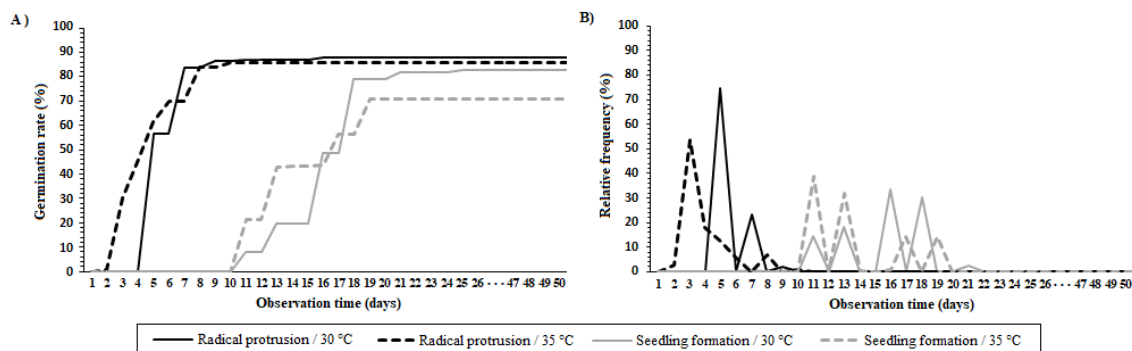 A)
B)
100
90
80
70
60
50
40
30
20
10
0
Germination rate (%)
1 2 3 4 5 6 7 8 9 10 11 12 13 14 15 16 17 18 19 20 21 22 23 24 25 26 · · · 47 48 49 50
Observation time (days)
100
90
80
70
60
50
40
30
20
10
0
Relative frequency (%)
1 2 3 4 5 6 7 8 9 10 11 12 13 14 15 16 17 18 19 20 21 22 23 24 25 26 · · · 47 48 49 50
Observation time (days)
Radical protrusion / 30 °C Radical protrusion / 35 °C Seedling formation / 30 °C Seedling formation / 35 °C